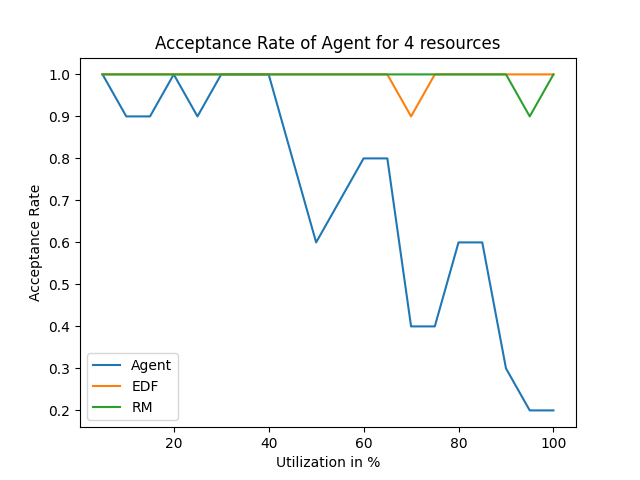 Acceptance Rate of Agent for 4 resources
1.0
0.9
0.8
0.7
0.6
0.5
0.4
0.3
0.2
Acceptance Rate
Agent
EDF
RM
20
40
60
80
100
Utilization in %